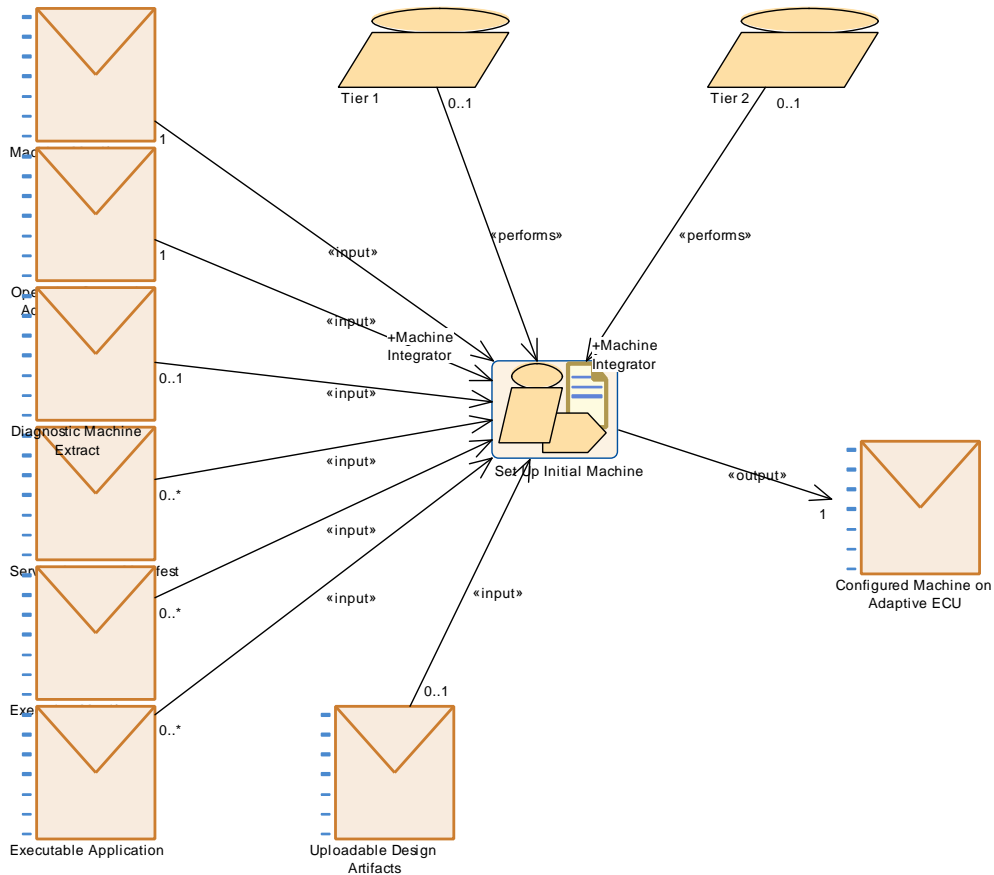 Tier 1
0..1
Tier 2
0..1
1
1
«input»
«performs»
«performs»
«input»
+Machine
Integrator
+Machine
Integrator
0..1
«input»
Diagnostic Machine
Extract
«input»
0..*
Set Up Initial Machine
«output»
1
«input»
0..*
«input»
«input»
Configured Machine on
Adaptive ECU
0..1
0..*
Executable Application
Uploadable Design
Artifacts